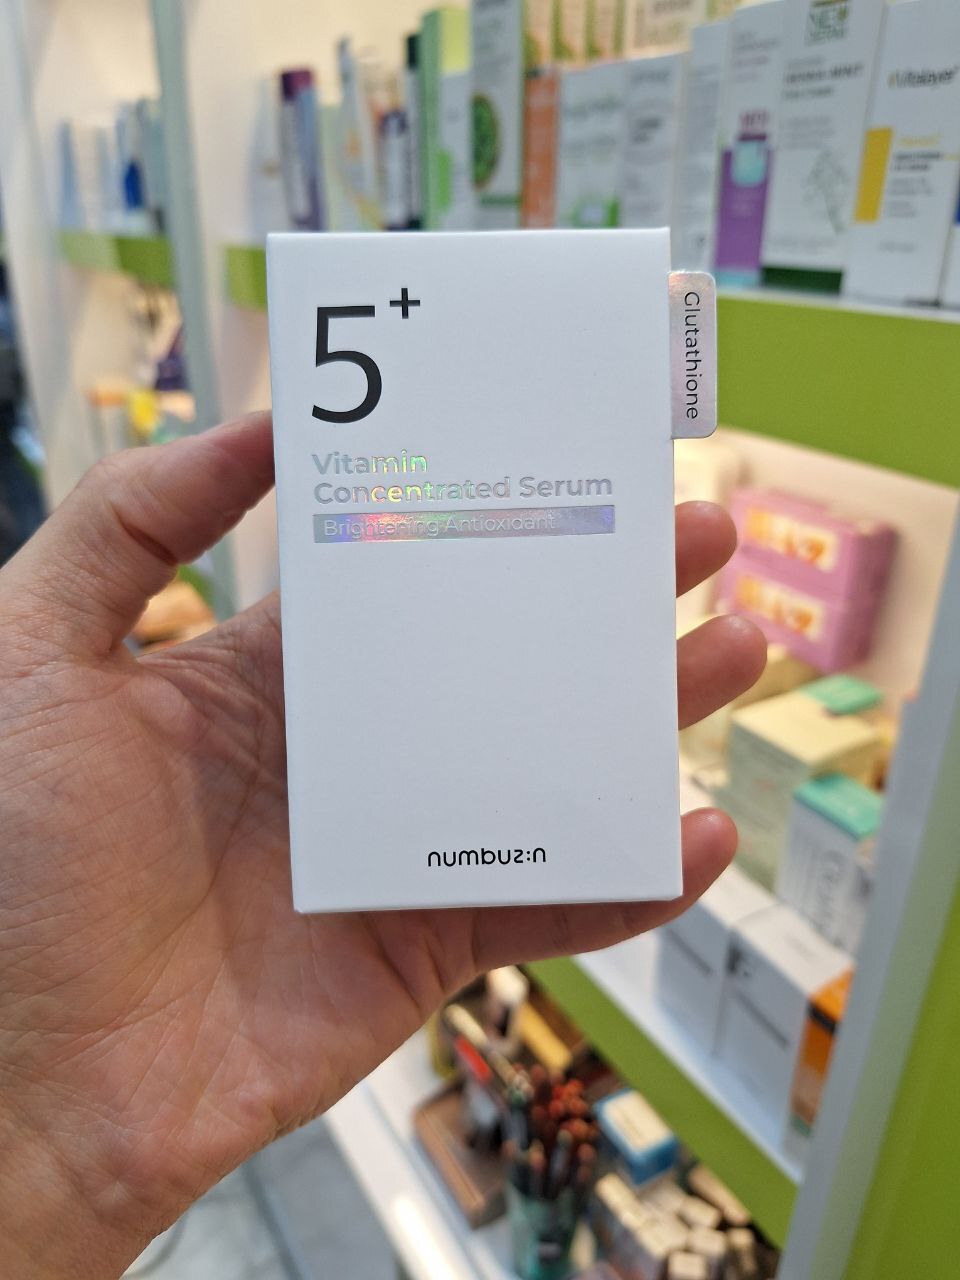 5+
Glutathione
Vitamin
Concentrated Serum
Brightening Antioxidant
numbuz:n